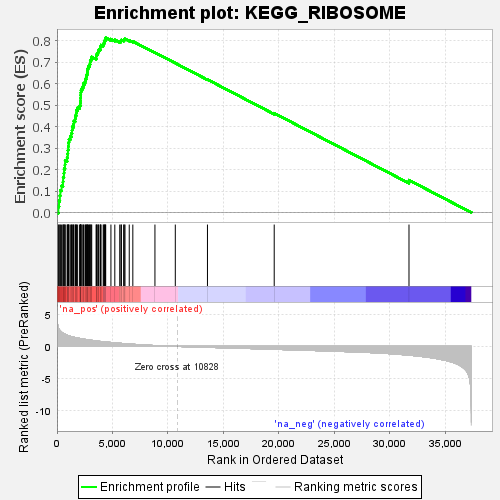 Enrichment plot: KEGG_RIBOSOME
Enrichment score (ES)
0.8
0.7
0.6
0.5
0.4
0.3
0.2
0.1
0.0
'na_pos' (positively correlated)
Ranked list metric (PreRanked)
5
0
-5
-10
Zero cross at 10828
'na_neg' (negatively correlated)
0 5,000 10,000 15,000 20,000 25,000 30,000 35,000
Rank in Ordered Dataset
Enrichment profile Hits Ranking metric scores